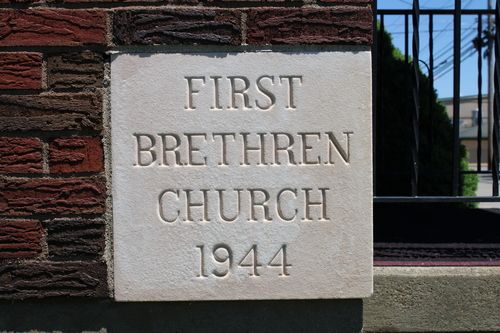 FIRST
BRETHREN
CHURCH
1944